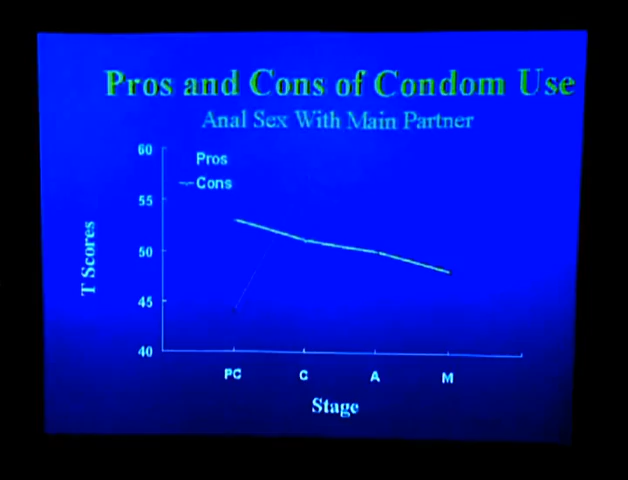 Pros and Cons of Condom Use
Anal Sex With Main Partner
60
Pros
Cons
55
50
45
40
T Scores
PC
C
A
M
Stage